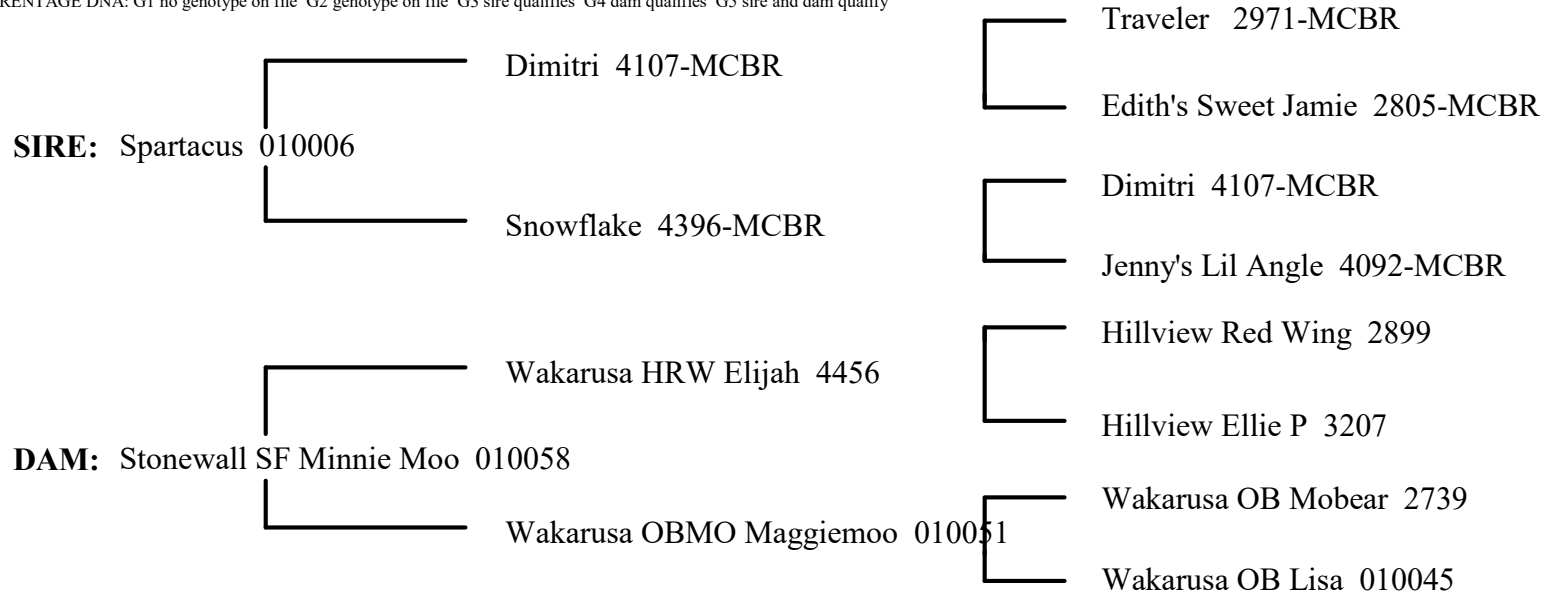 RENTAGE DNA: G1 no genotype on file G2 genotype on file G3 sire qualifies G4 dam qualifies G5 sire and dam qualify
Traveler 2971-MCBR
Dimitri 4107-MCBR
Edith's Sweet Jamie 2805-MCBR
SIRE: Spartacus 010006
Dimitri 4107-MCBR
Snowflake 4396-MCBR
Jenny's Lil Angle 4092-MCBR
Hillview Red Wing 2899
Wakarusa HRW Elijah 4456
Hillview Ellie P 3207
DAM: Stonewall SF Minnie Moo 010058
Wakarusa OB Mobear 2739
Wakarusa OBMO Maggiemoo 010051
Wakarusa OB Lisa 010045